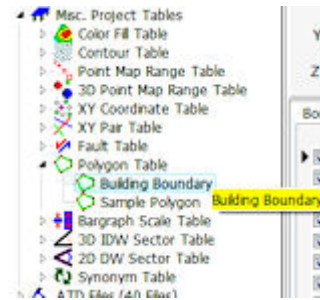 Misc. Project Tables
Color Fill Table
Contour Table
Point Map Range Table
3D Point Map Range Table
XY Coordinate Table
XY Pair Table
Fault Table
Polygon Table
Building Boundary
Sample Polygon
Building Boundary
Bargraph Scale Table
3D IDW Sector Table
2D DW Sector Table
Synonym Table
ATD Files (40 Files)
Y
Z
Bo